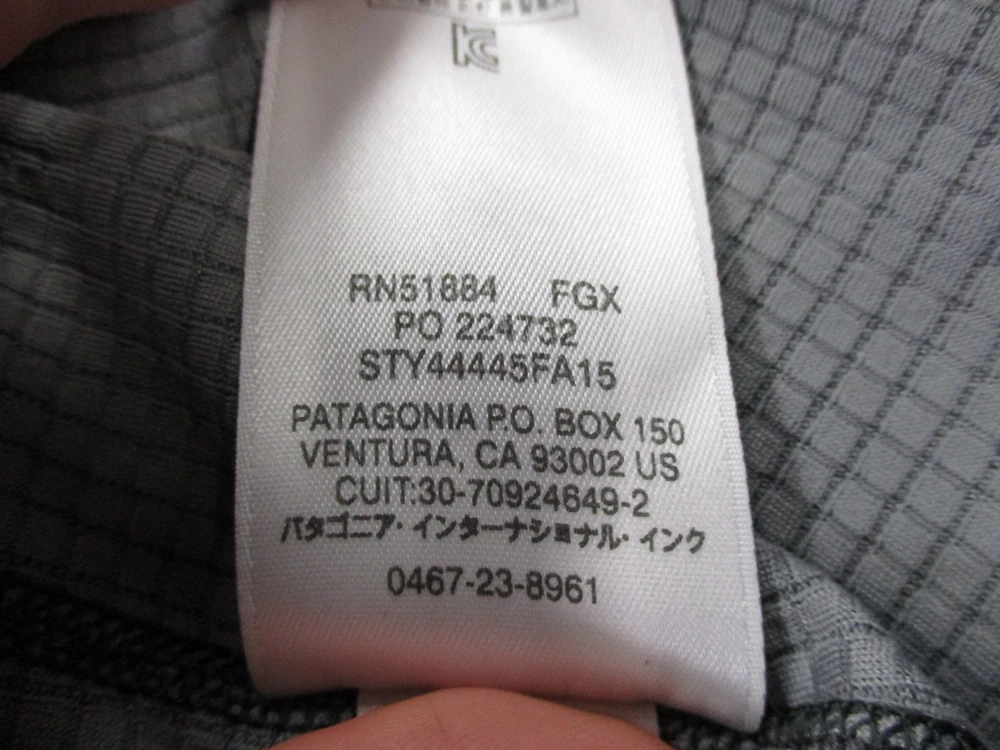 RN51884 FGX
PO 224732
STY44445FA15
PATAGONIA P.O. BOX 150
VENTURA, CA 93002 US
CUIT:30-70924649-2
パタゴニア・インターナショナル・インク
0467-23-8961